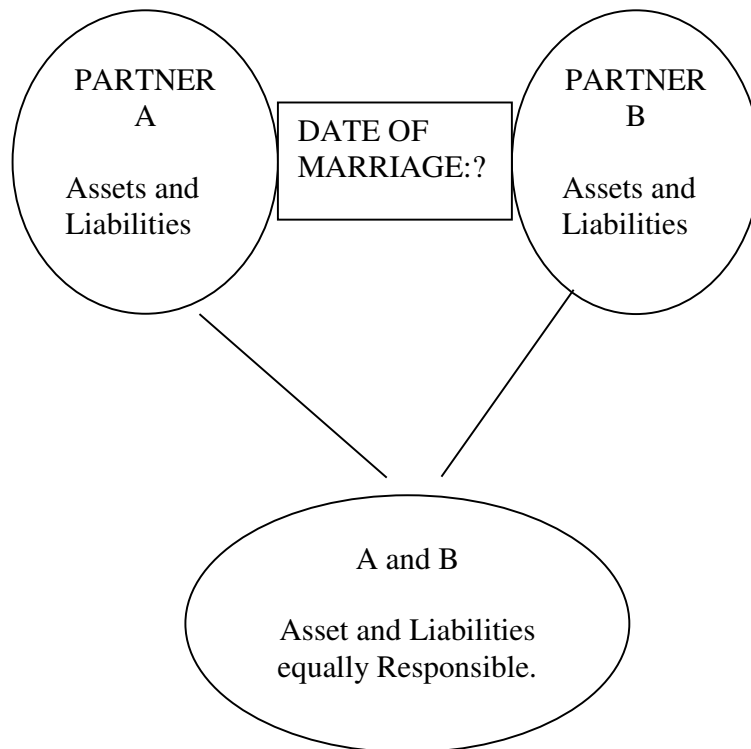 PARTNER
A
Assets and
Liabilities
DATE OF
MARRIAGE:?
PARTNER
B
Assets and
Liabilities
A and B
Asset and Liabilities
equally Responsible.